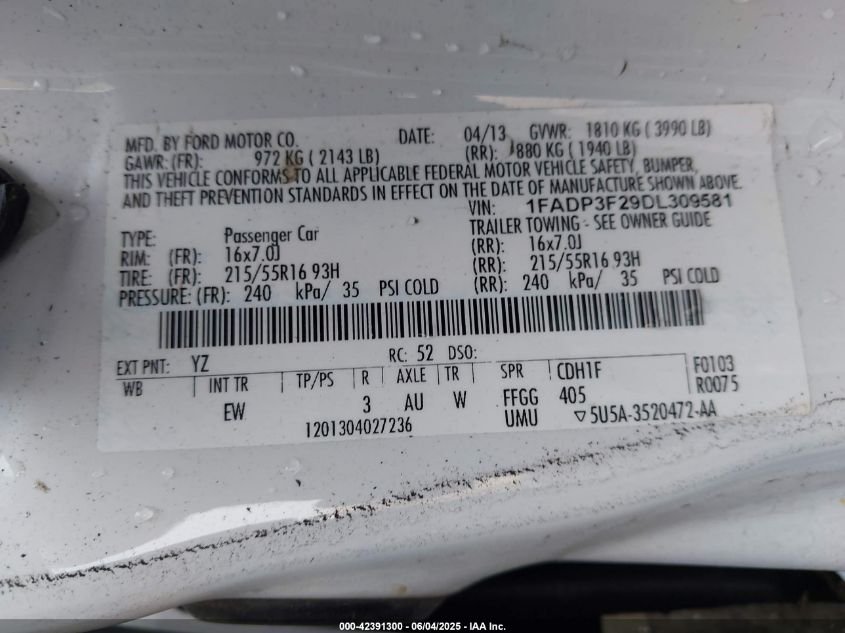 MFD. BY FORD MOTOR CO. DATE: 04/13 GVWR: 1810 KG ( 3990 LB)
GAWR: (FR): 972 KG ( 2143 LB) (RR): 880 KG ( 1940 LB)
THIS VEHICLE CONFORMS TO ALL APPLICABLE FEDERAL MOTOR VEHICLE SAFETY, BUMPER,
AND THEFT PREVENTION STANDARDS IN EFFECT ON THE DATE OF MANUFACTURE SHOWN ABOVE.
VIN: 1FADP3F29DL309581
TYPE: Passenger Car TRAILER TOWING - SEE OWNER GUIDE
RIM: (FR): 16x7.0J (RR): 16x7.0J
TIRE: (FR): 215/55R16 93H (RR): 215/55R16 93H
PRESSURE: (FR): 240 kPa/ 35 PSI COLD (RR): 240 kPa/ 35 PSI COLD
EXT PNT: YZ RC: 52 DSO:
WB INT TR TP/PS R AXLE TR SPR CDH1F F0103
EW 3 AU W FFGG 405 R0075
1201304027236 UMU ▽5U5A-3520472-AA
000-42391300 - 06/04/2025 - IAA Inc.